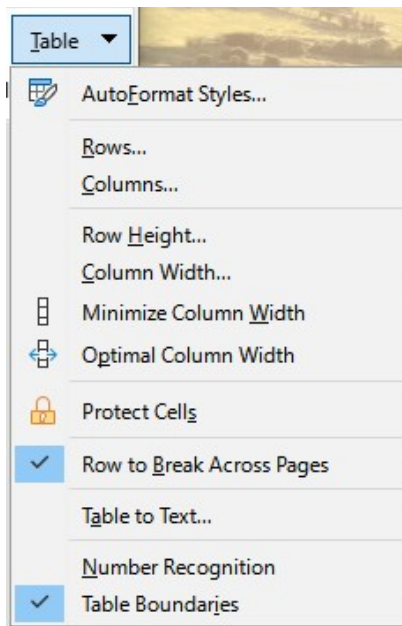 Table
AutoFormat Styles...
Rows...
Columns...
Row Height...
Column Width...
Minimize Column Width
Optimal Column Width
Protect Cells
Row to Break Across Pages
Table to Text...
Number Recognition
Table Boundaries